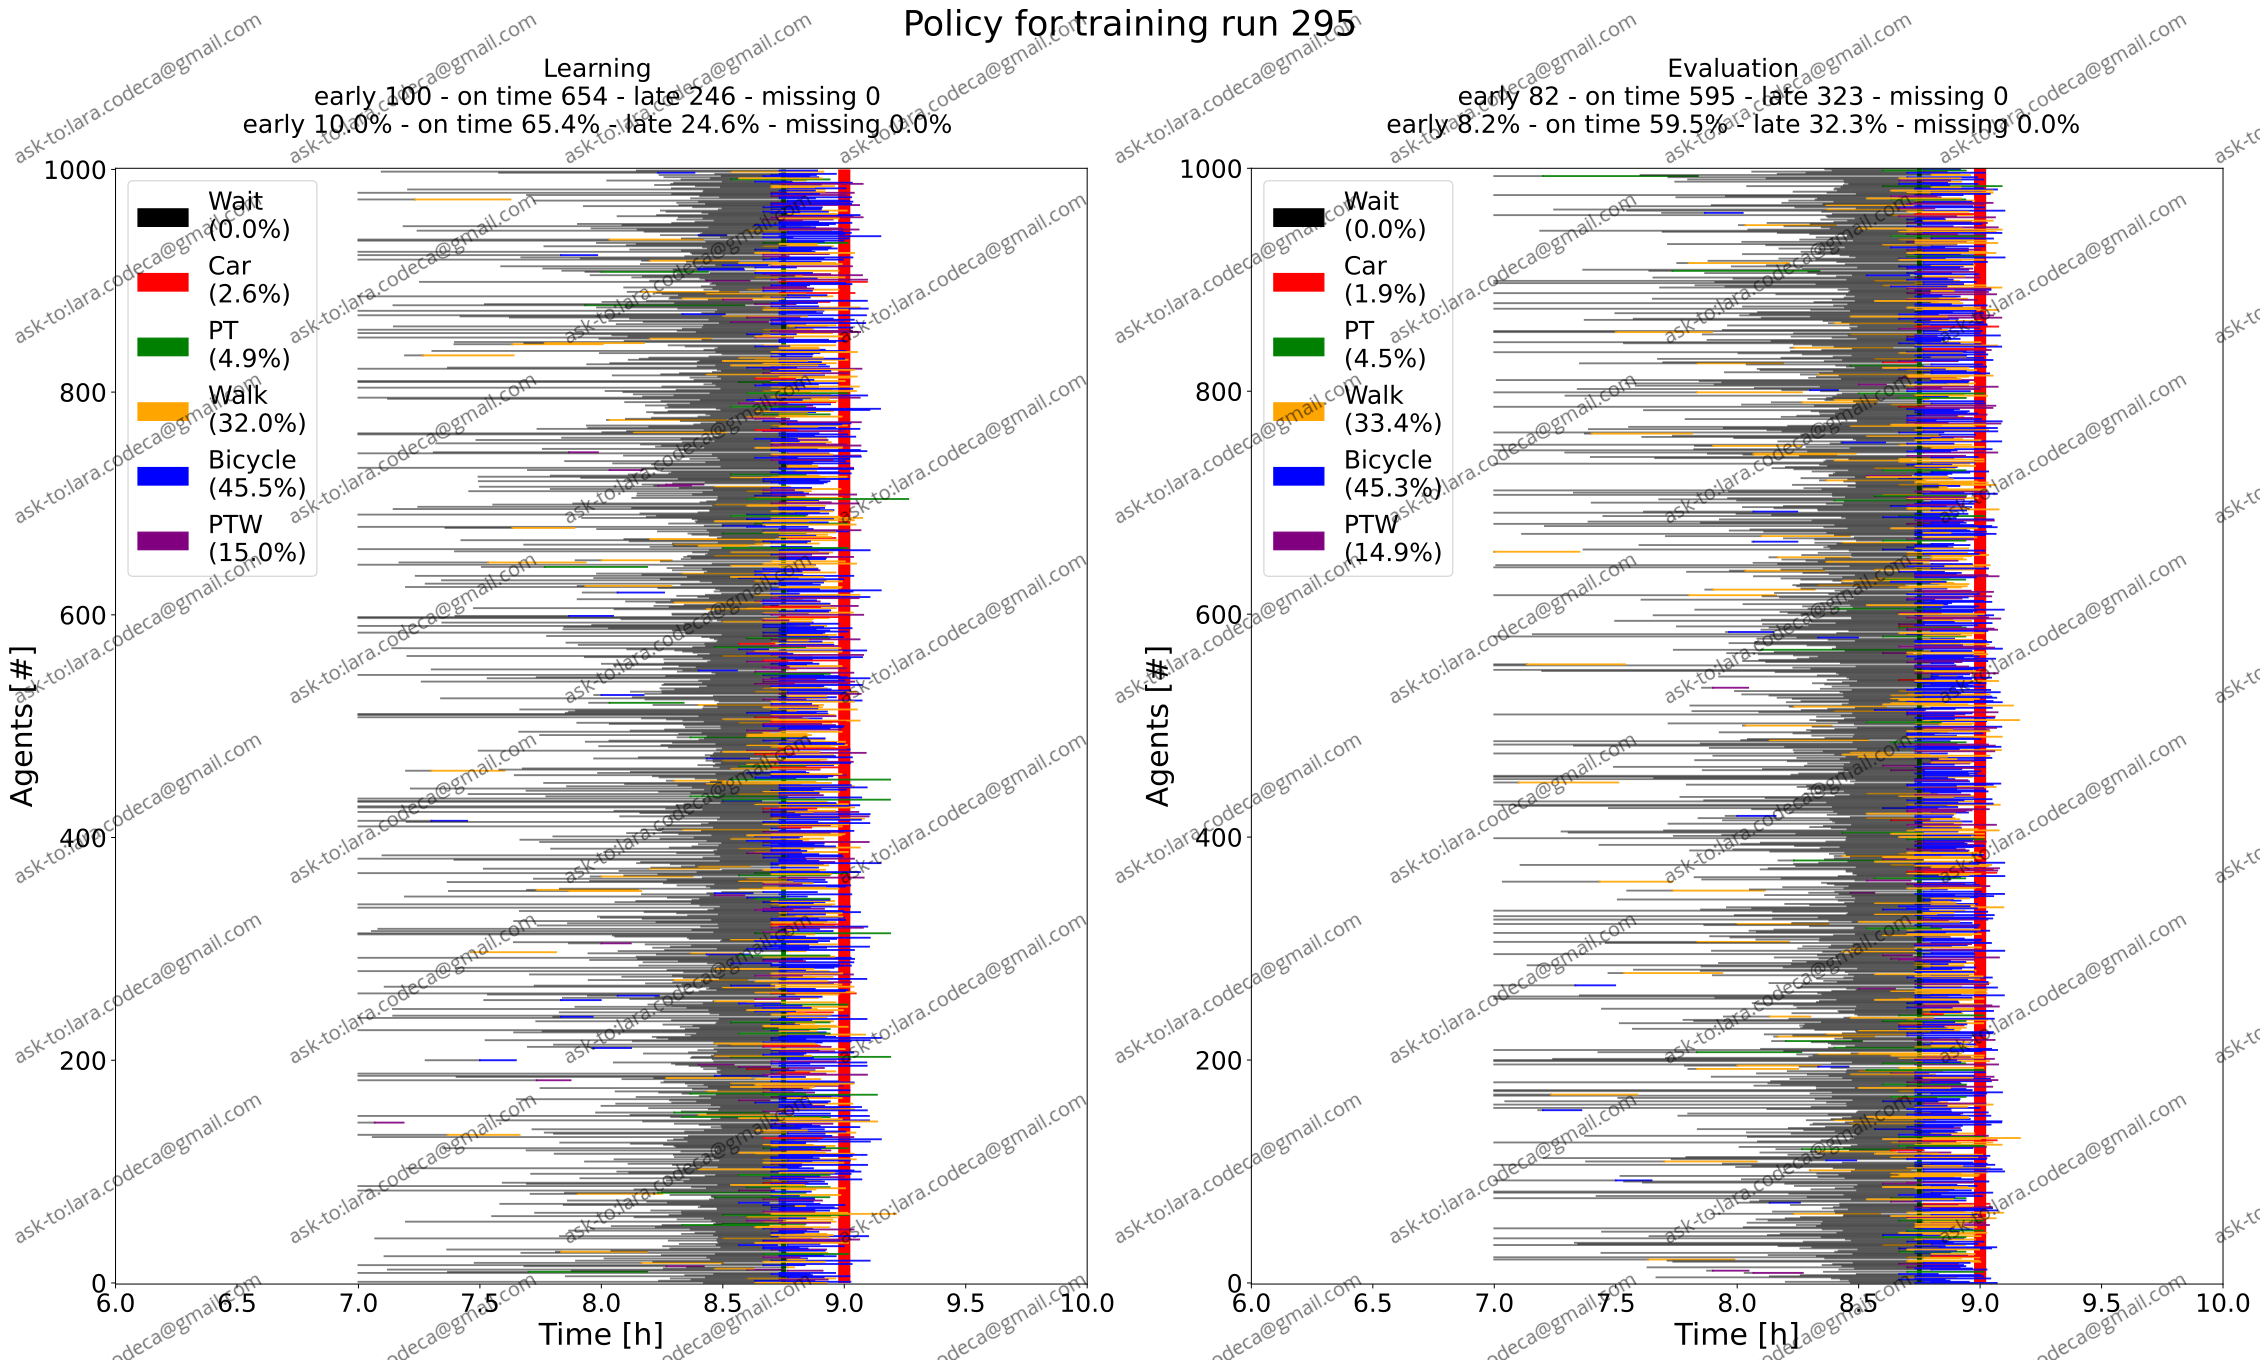 Policy for training run 295
Learning
early 100 - on time 654 - late 246 - missing 0
early 10.0% - on time 65.4% - late 24.6% - missing 0.0%
Agents [#]
1000
800
600
400
200
0
Wait
(0.0%)
Car
(2.6%)
PT
(4.9%)
Walk
(32.0%)
Bicycle
(45.5%)
PTW
(15.0%)
6.0 6.5 7.0 7.5 8.0 8.5 9.0 9.5 10.0
Time [h]
Evaluation
early 82 - on time 595 - late 323 - missing 0
early 8.2% - on time 59.5% - late 32.3% - missing 0.0%
Agents [#]
1000
800
600
400
200
0
Wait
(0.0%)
Car
(1.9%)
PT
(4.5%)
Walk
(33.4%)
Bicycle
(45.3%)
PTW
(14.9%)
6.0 6.5 7.0 7.5 8.0 8.5 9.0 9.5 10.0
Time [h]
ask-to:lara.codeca@gmail.com